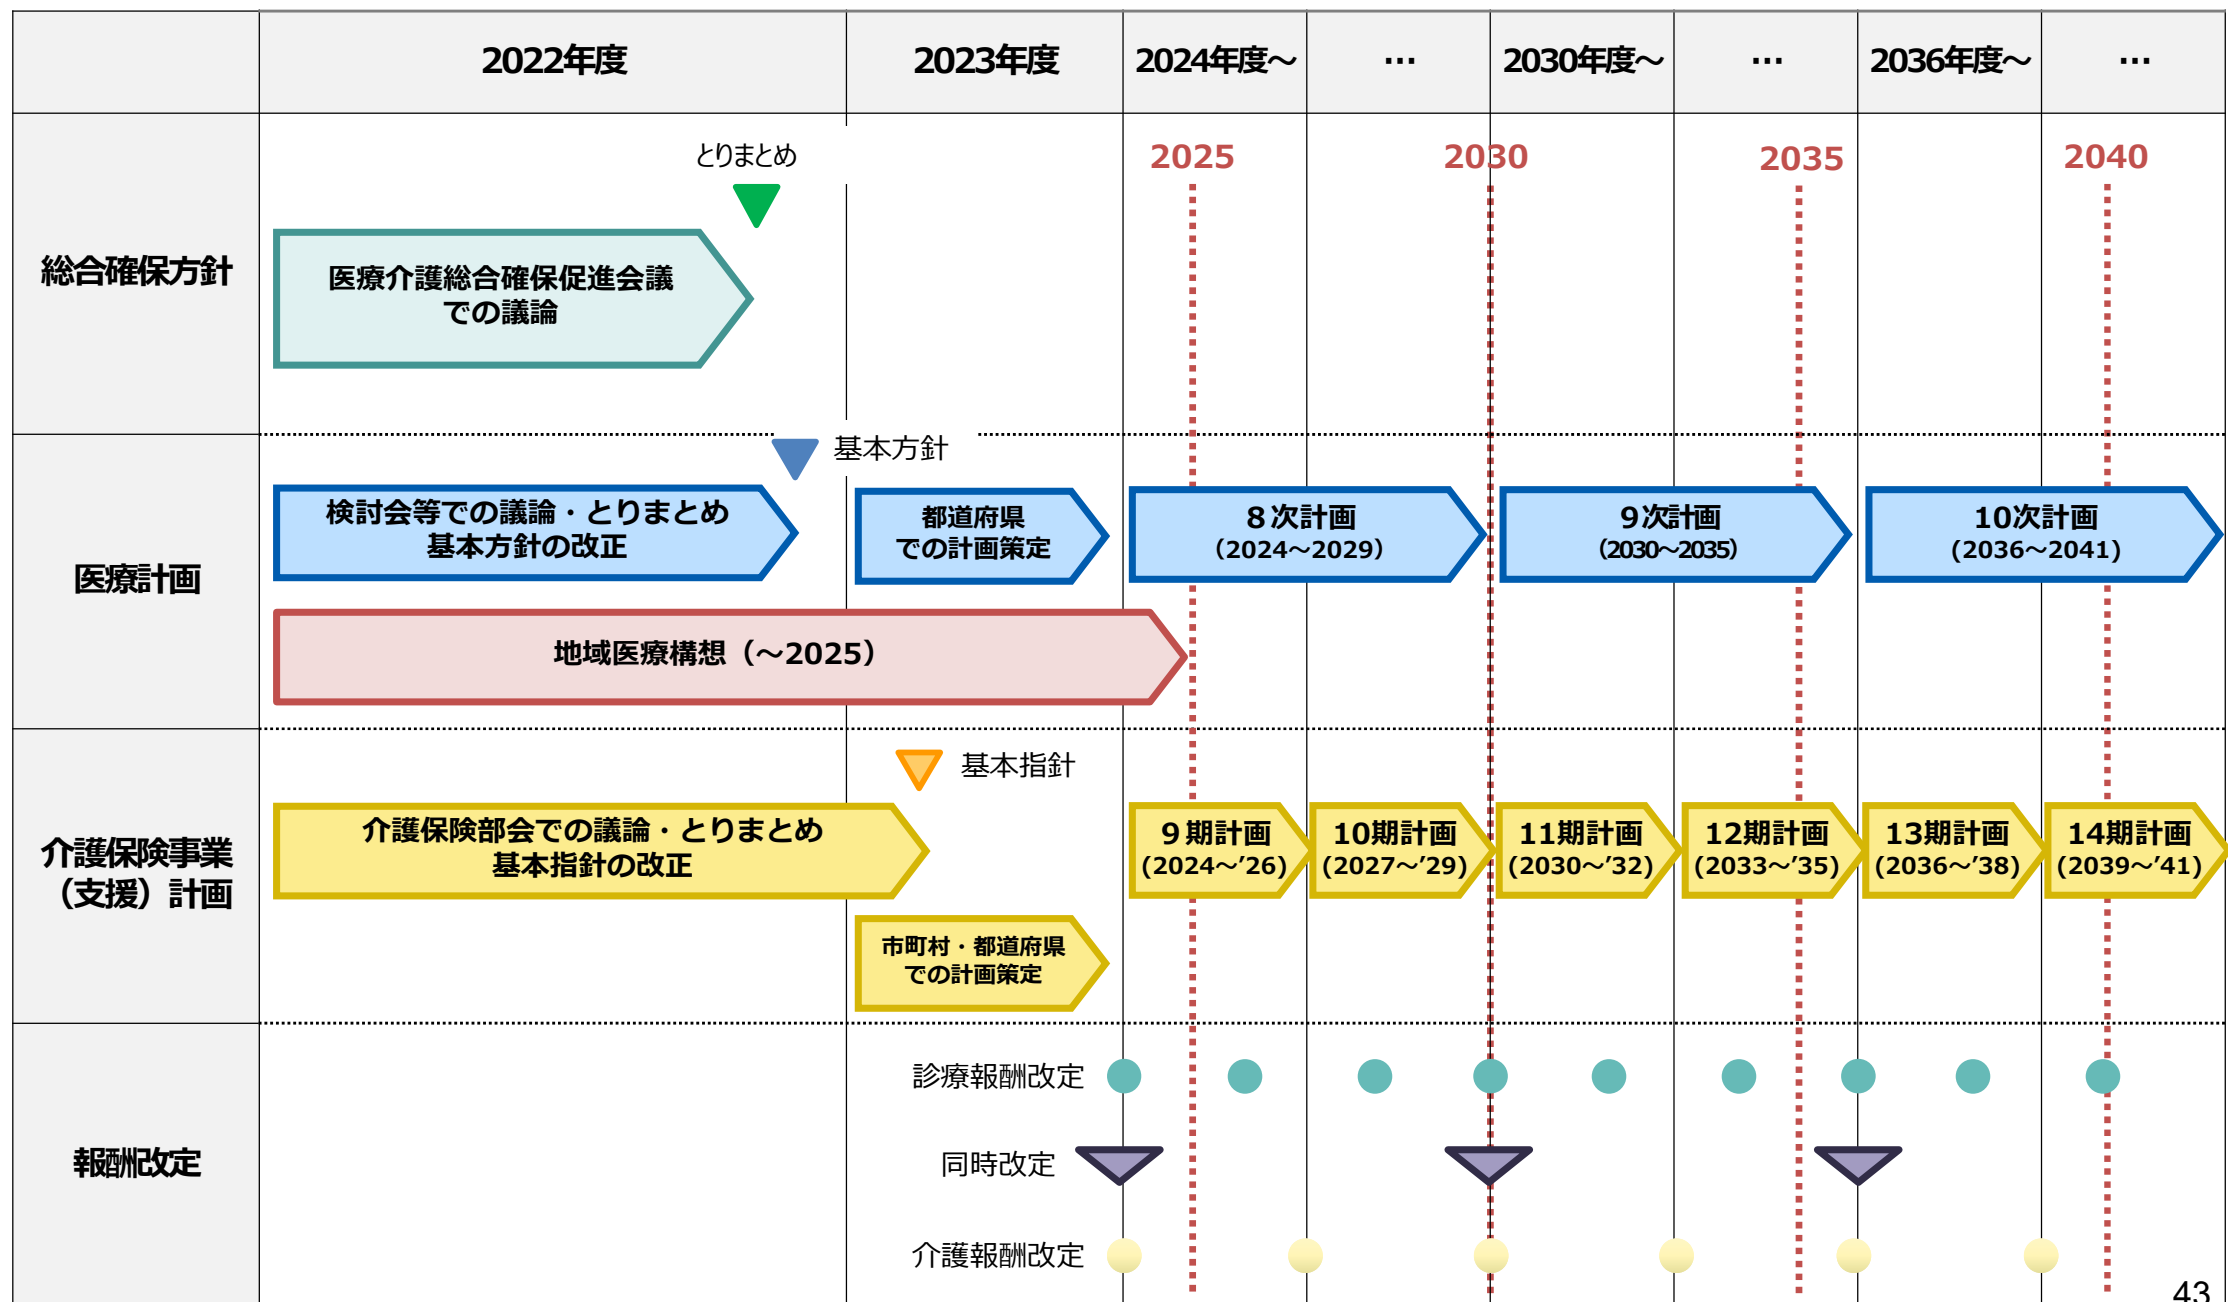 2022年度
2023年度
2024年度～
…
2030年度～
…
2036年度～
…
総合確保方針
とりまとめ
2025
2030
2035
2040
医療介護総合確保促進会議
での議論
医療計画
基本方針
検討会等での議論・とりまとめ
基本方針の改正
都道府県
での計画策定
８次計画
（2024～2029）
９次計画
（2030～2035）
10次計画
(2036～2041)
地域医療構想（～2025）
介護保険事業
（支援）計画
基本指針
介護保険部会での議論・とりまとめ
基本指針の改正
９期計画
(2024～’26)
10期計画
(2027～’29)
11期計画
(2030～’32)
12期計画
(2033～’35)
13期計画
(2036～’38)
14期計画
(2039～’41)
市町村・都道府県
での計画策定
報酬改定
診療報酬改定
同時改定
介護報酬改定
43